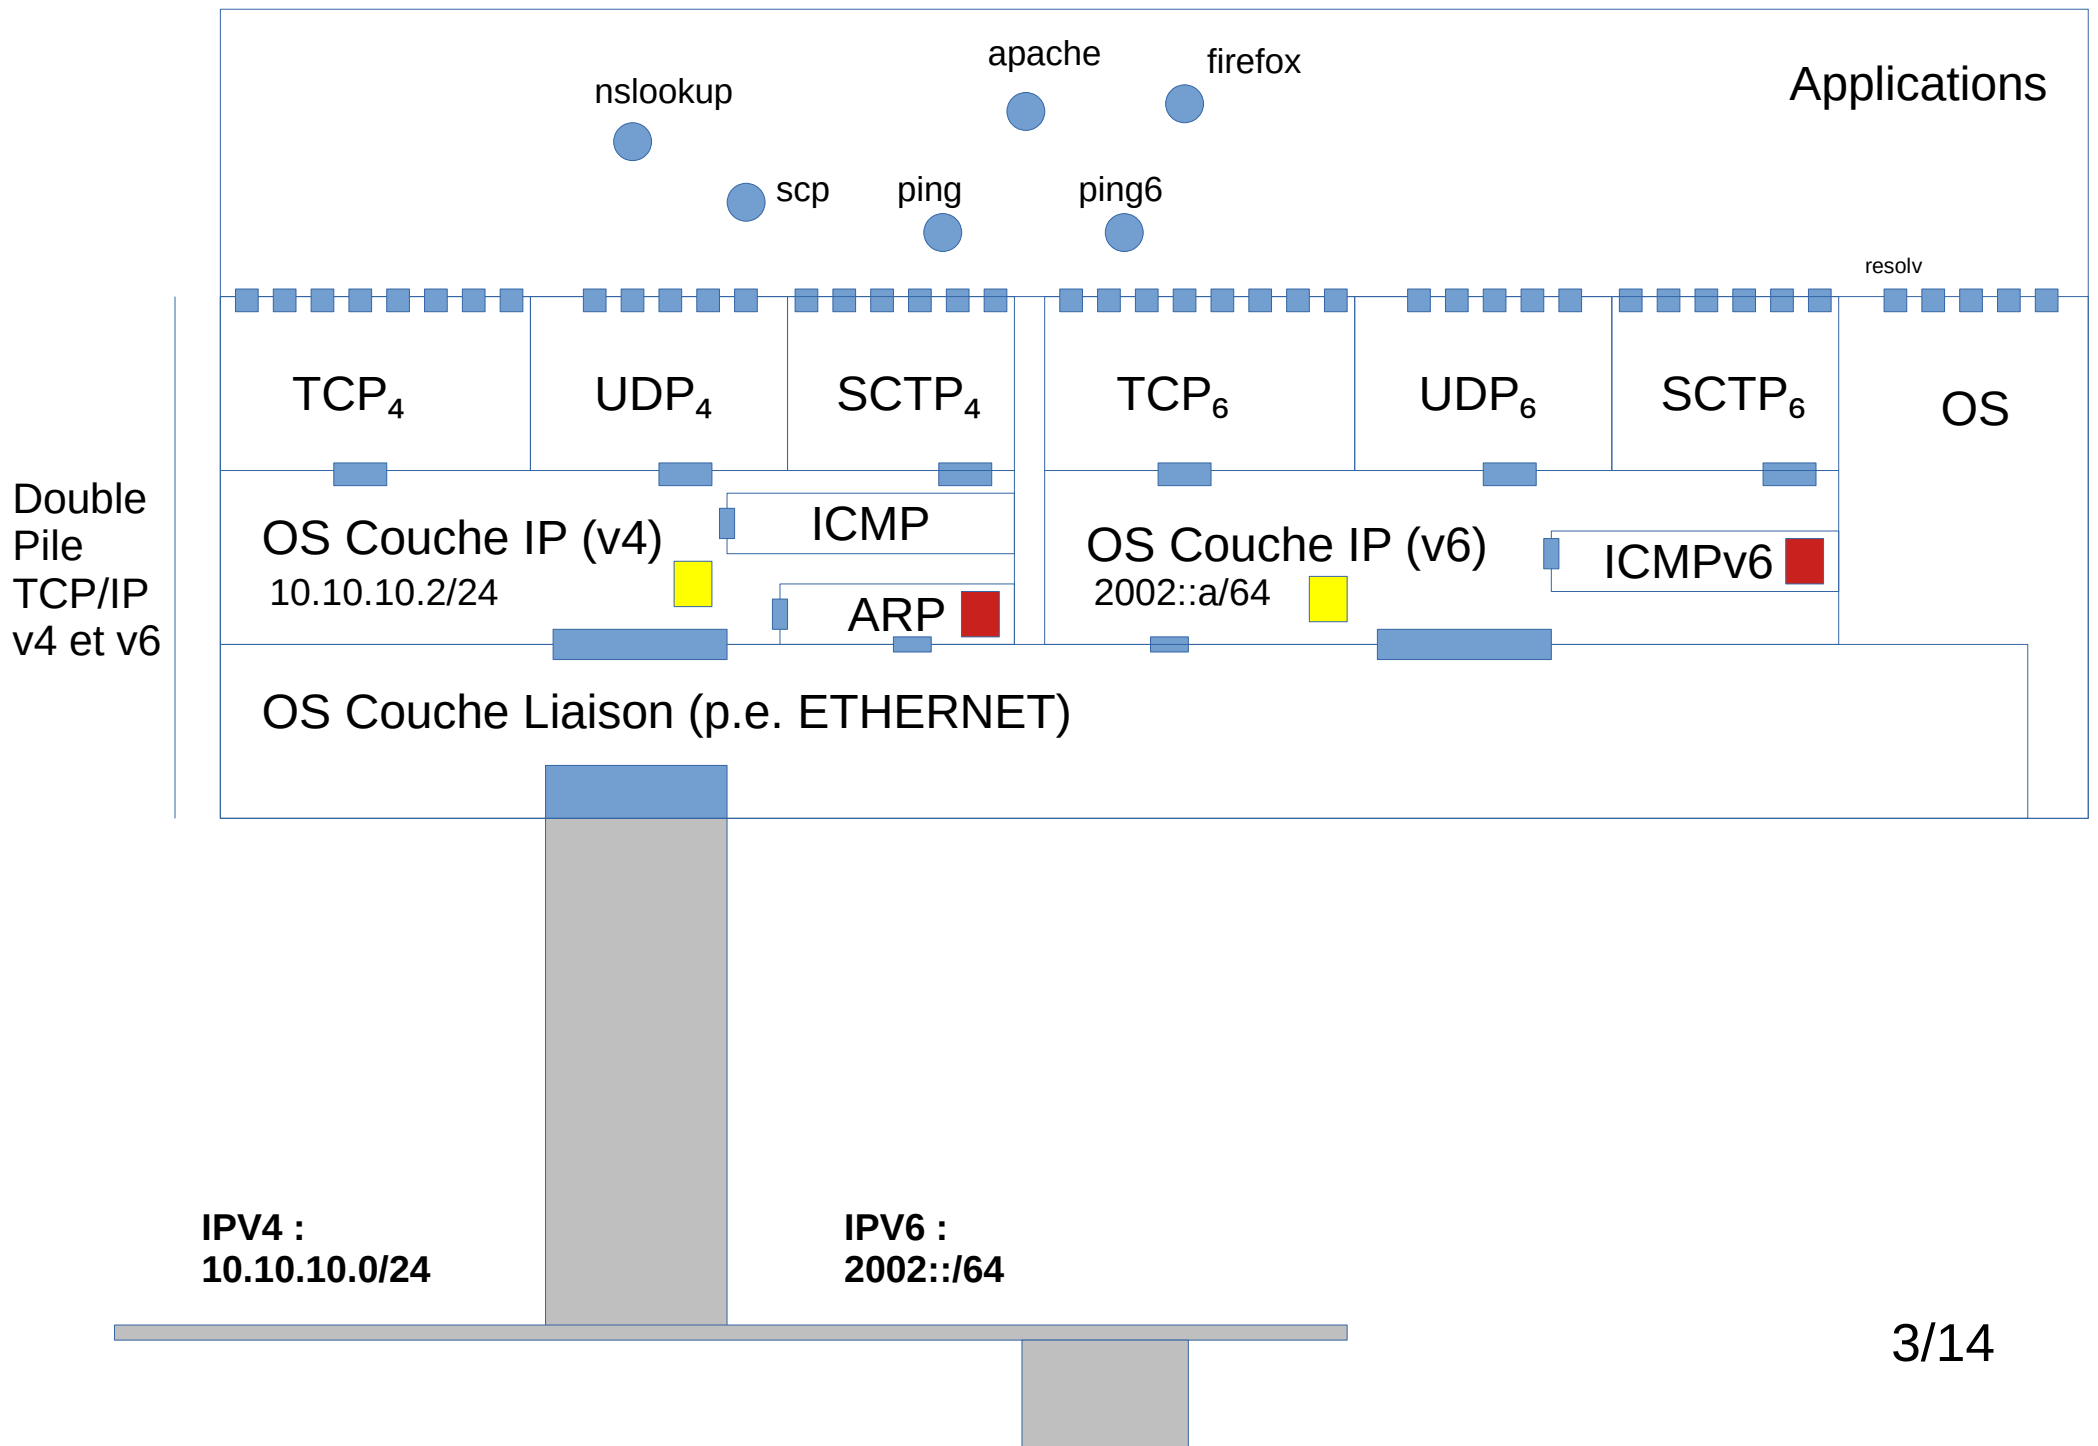 apache
firefox
nslookup
Applications
scp
ping
ping6
resolv
TCP₄
UDP₄
SCTP₄
TCP₆
UDP₆
SCTP₆
OS
Double
Pile
TCP/IP
v4 et v6
OS Couche IP (v4)
10.10.10.2/24
ICMP
ARP
OS Couche IP (v6)
2002::a/64
ICMPv6
OS Couche Liaison (p.e. ETHERNET)
IPV4 :
10.10.10.0/24
IPV6 :
2002::/64
3/14